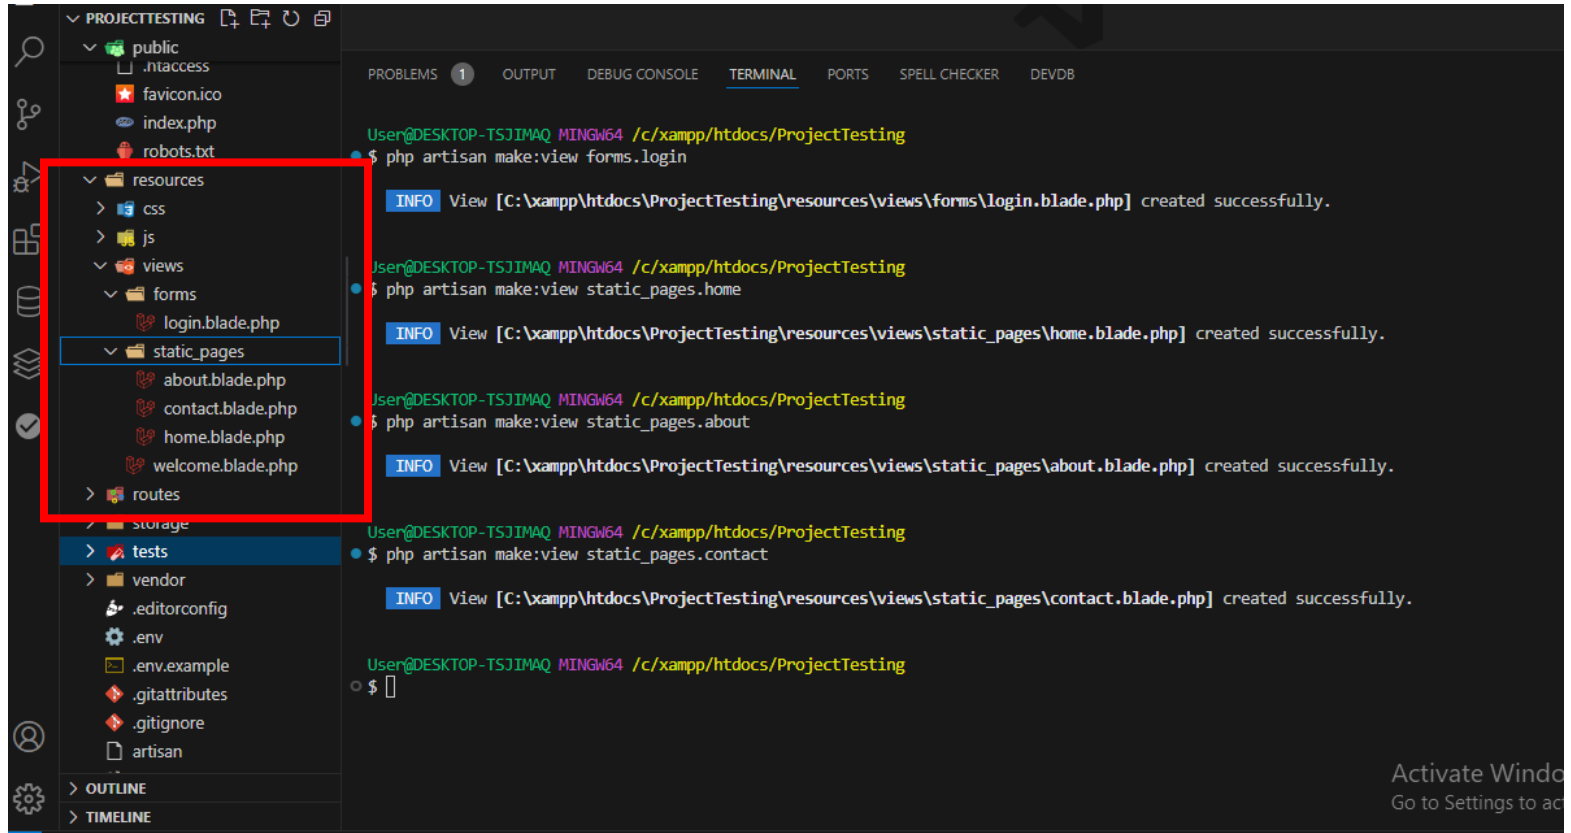 PROJECTTESTING
public
.htaccess
favicon.ico
index.php
robots.txt
resources
css
js
views
forms
login.blade.php
static_pages
about.blade.php
contact.blade.php
home.blade.php
welcome.blade.php
routes
storage
tests
vendor
.editorconfig
.env
.env.example
.gitattributes
.gitignore
artisan
OUTLINE
TIMELINE
PROBLEMS 1 OUTPUT DEBUG CONSOLE TERMINAL PORTS SPELL CHECKER DEVDB
User@DESKTOP-TSJIMAQ MINGW64 /c/xampp/htdocs/ProjectTesting
$ php artisan make:view forms.login
INFO View [C:\xampp\htdocs\ProjectTesting\resources\views\forms\login.blade.php] created successfully.
User@DESKTOP-TSJIMAQ MINGW64 /c/xampp/htdocs/ProjectTesting
$ php artisan make:view static_pages.home
INFO View [C:\xampp\htdocs\ProjectTesting\resources\views\static_pages\home.blade.php] created successfully.
User@DESKTOP-TSJIMAQ MINGW64 /c/xampp/htdocs/ProjectTesting
$ php artisan make:view static_pages.about
INFO View [C:\xampp\htdocs\ProjectTesting\resources\views\static_pages\about.blade.php] created successfully.
User@DESKTOP-TSJIMAQ MINGW64 /c/xampp/htdocs/ProjectTesting
$ php artisan make:view static_pages.contact
INFO View [C:\xampp\htdocs\ProjectTesting\resources\views\static_pages\contact.blade.php] created successfully.
User@DESKTOP-TSJIMAQ MINGW64 /c/xampp/htdocs/ProjectTesting
$
Activate Windo
Go to Settings to ac